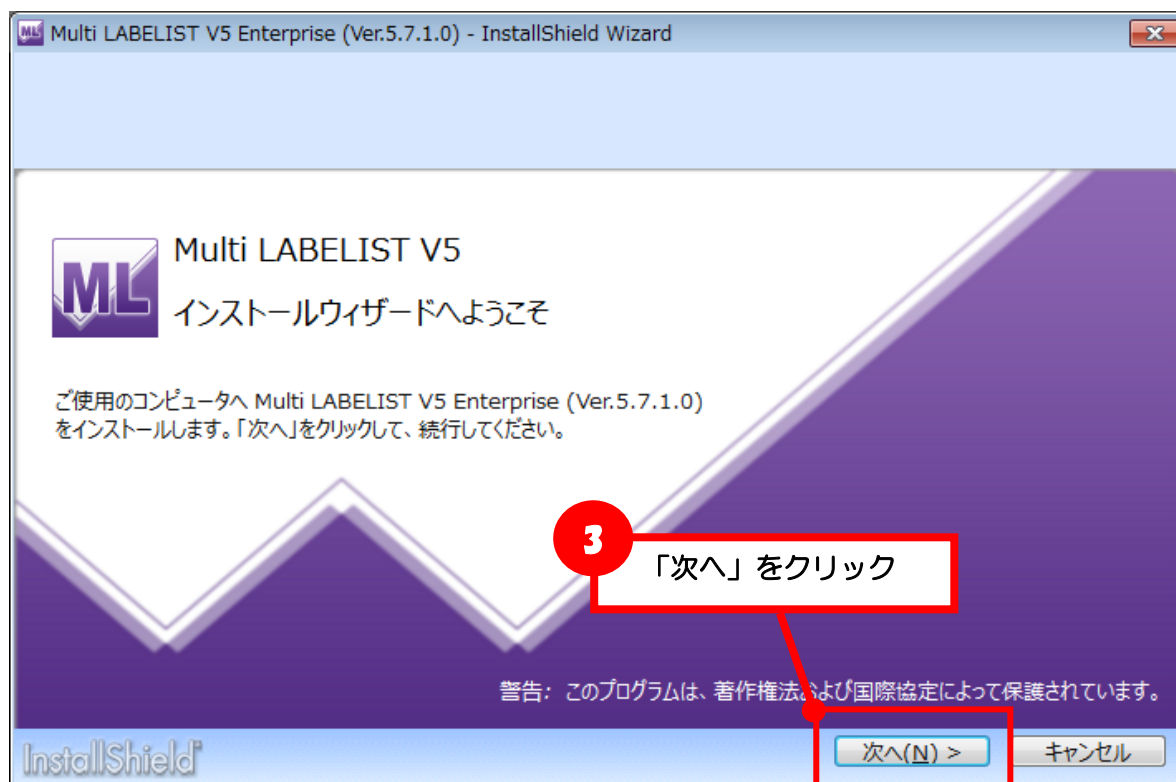 Multi LABELIST V5 Enterprise (Ver.5.7.1.0) - InstallShield Wizard
ML
Multi LABELIST V5
インストールウィザードへようこそ
ご使用のコンピュータへ Multi LABELIST V5 Enterprise (Ver.5.7.1.0)
をインストールします。「次へ」をクリックして、続行してください。
3
「次へ」をクリック
警告: このプログラムは、著作権法および国際協定によって保護されています。
InstallShield
次へ(N) >
キャンセル